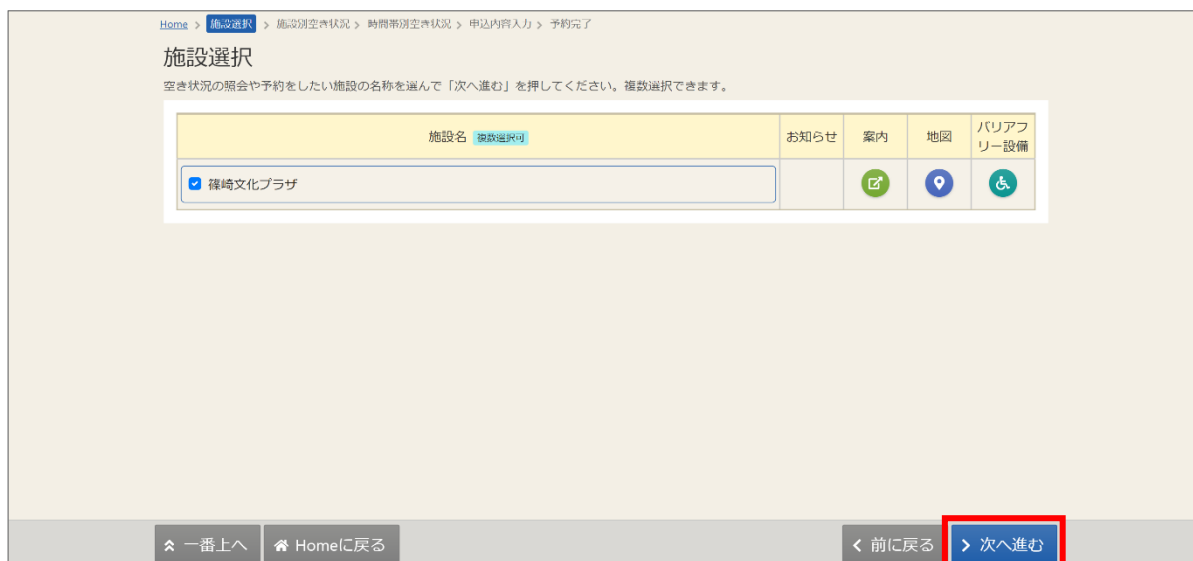 Home > 施設選択 > 施設別空き状況 > 時間帯別空き状況 > 申込内容入力 > 予約完了
施設選択
空き状況の照会や予約をしたい施設の名称を選んで「次へ進む」を押してください。複数選択できます。
施設名 複数選択可 お知らせ 案内 地図 バリアフ
リー設備
篠崎文化プラザ
一番上へ Homeに戻る < 前に戻る > 次へ進む